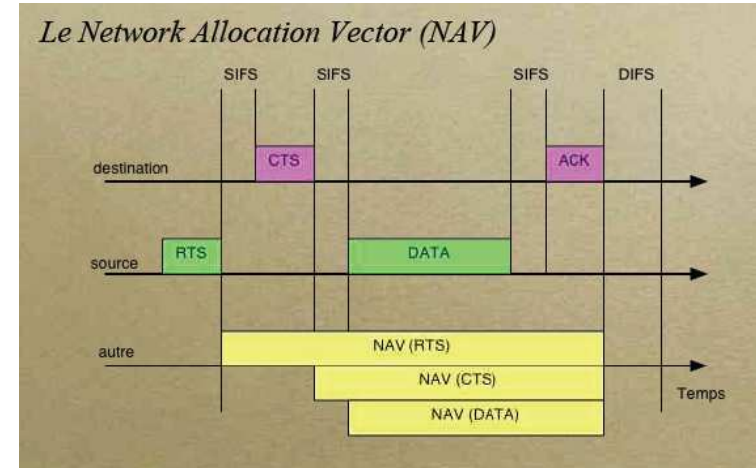 Le Network Allocation Vector (NAV)
SIFS SIFS SIFS DIFS
destination CTS ACK
source RTS DATA
autre NAV (RTS)
NAV (CTS)
Temps
NAV (DATA)